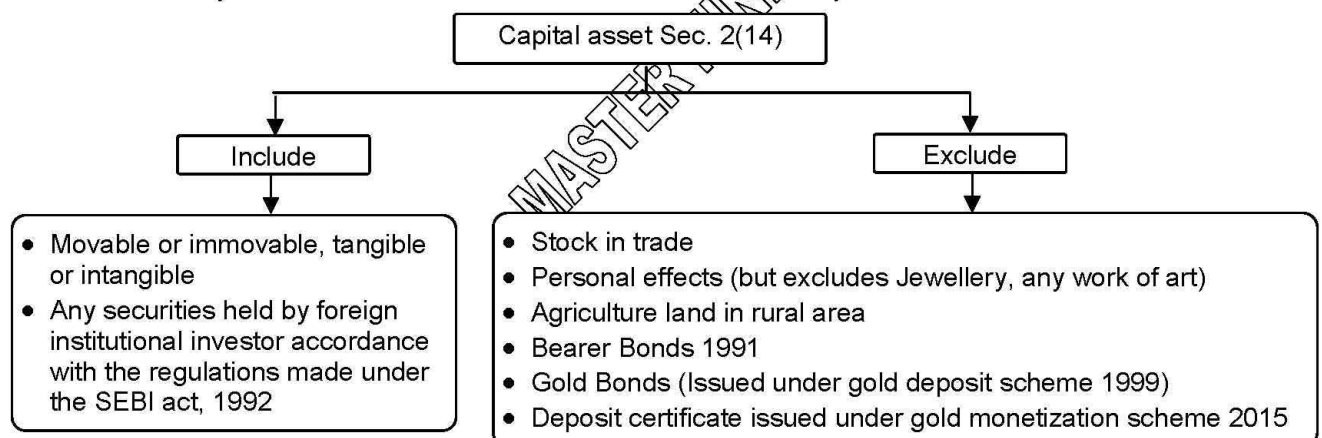 Capital asset Sec. 2(14)
MASTER
Include
Exclude
• Movable or immovable, tangible
or intangible
• Any securities held by foreign
institutional investor accordance
with the regulations made under
the SEBI act, 1992
• Stock in trade
• Personal effects (but excludes Jewellery, any work of art)
• Agriculture land in rural area
• Bearer Bonds 1991
• Gold Bonds (Issued under gold deposit scheme 1999)
• Deposit certificate issued under gold monetization scheme 2015